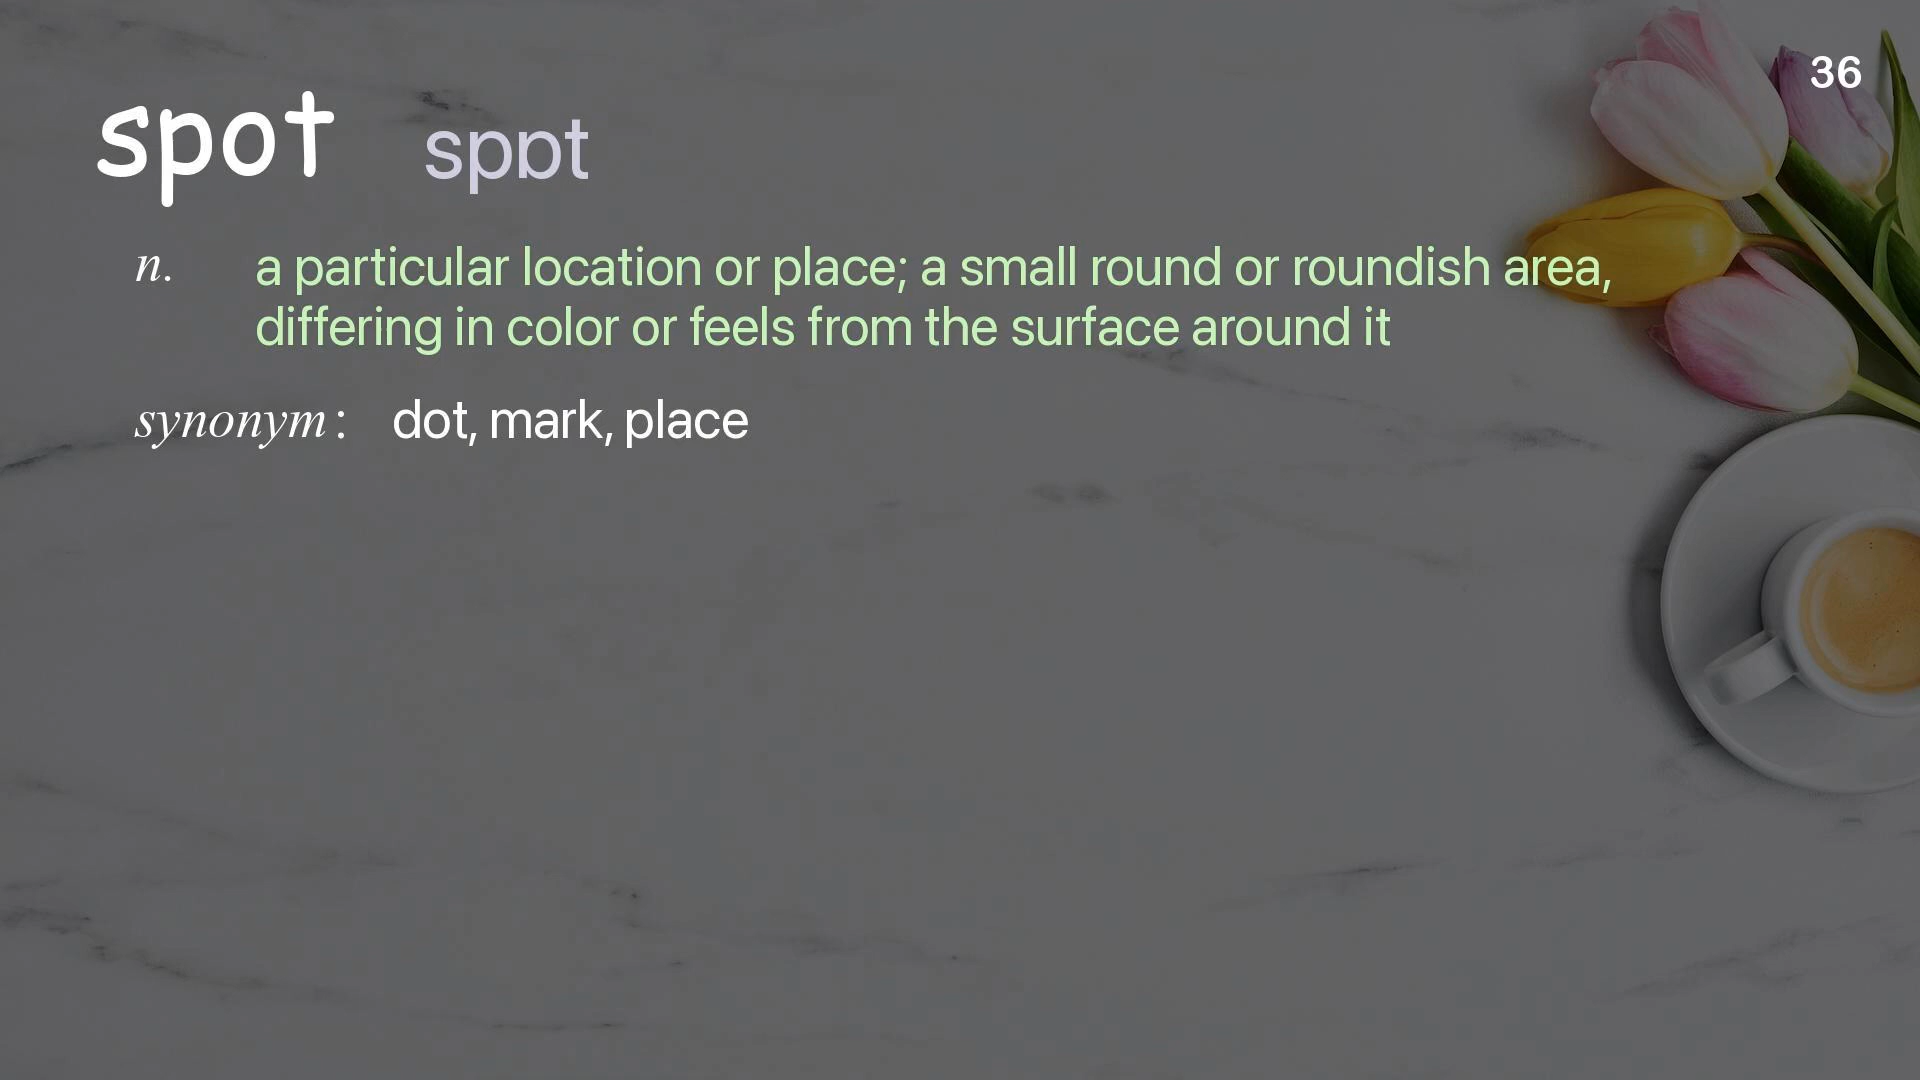 36
spot spɒt
n. a particular location or place; a small round or roundish area,
differing in color or feels from the surface around it
synonym: dot, mark, place